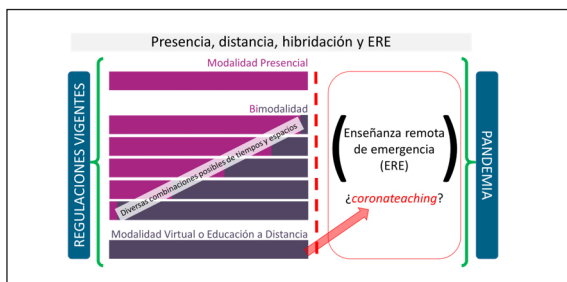 Presencia, distancia, hibridación y ERE
REGULACIONES VIGENTES
Modalidad Presencial
Bimodalidad
Diversas combinaciones posibles de tiempos y espacios
Modalidad Virtual o Educación a Distancia
Enseñanza remota
de emergencia
(ERE)
¿coronateaching?
PANDEMIA